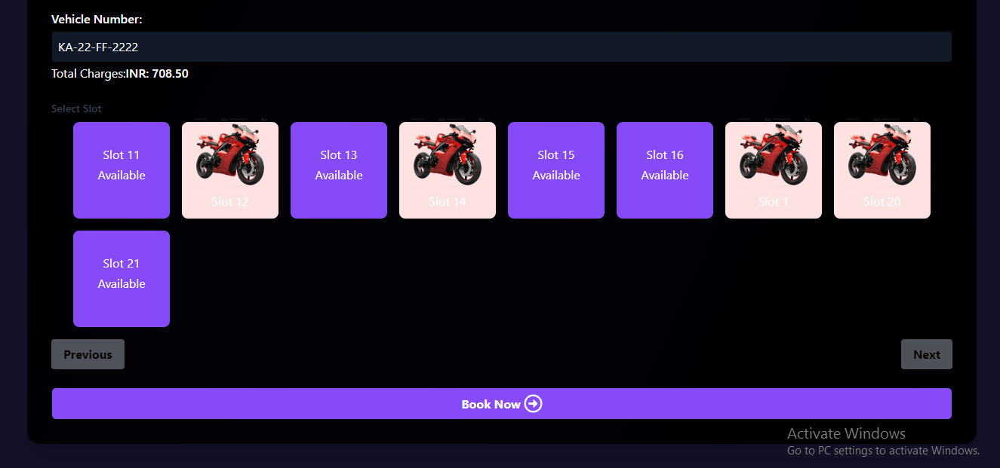 Vehicle Number:
KA-22-FF-2222
Total Charges:INR: 708.50
Select Slot
Slot 11
Available
Slot 12
Slot 13
Available
Slot 14
Slot 15
Available
Slot 16
Available
Slot 1
Slot 20
Slot 21
Available
Previous
Next
Book Now
Activate Windows
Go to PC settings to activate Windows.